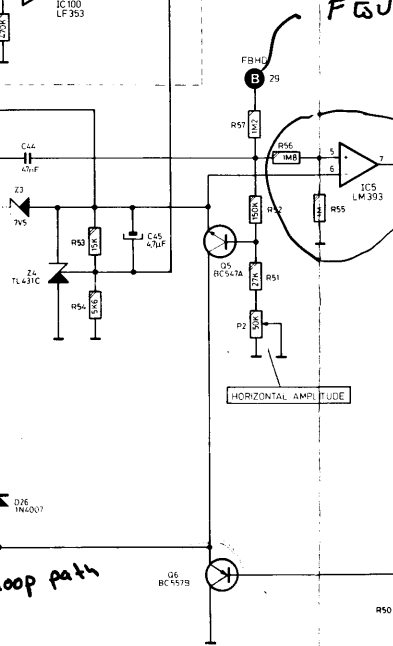 IC100
LF353
470K
FBHD
B
29
R57
1M2
C44
47nF
R56
1M8
5
7
6
IC5
LM393
Z3
7V5
150K
R52
1M
R55
R53
15K
C45
4,7µF
Q5
BC547A
Z4
TL431C
27K
R51
R54
5K6
P2
50K
HORIZONTAL AMPLITUDE
D26
1N4007
loop path
Q6
BC557B
R50